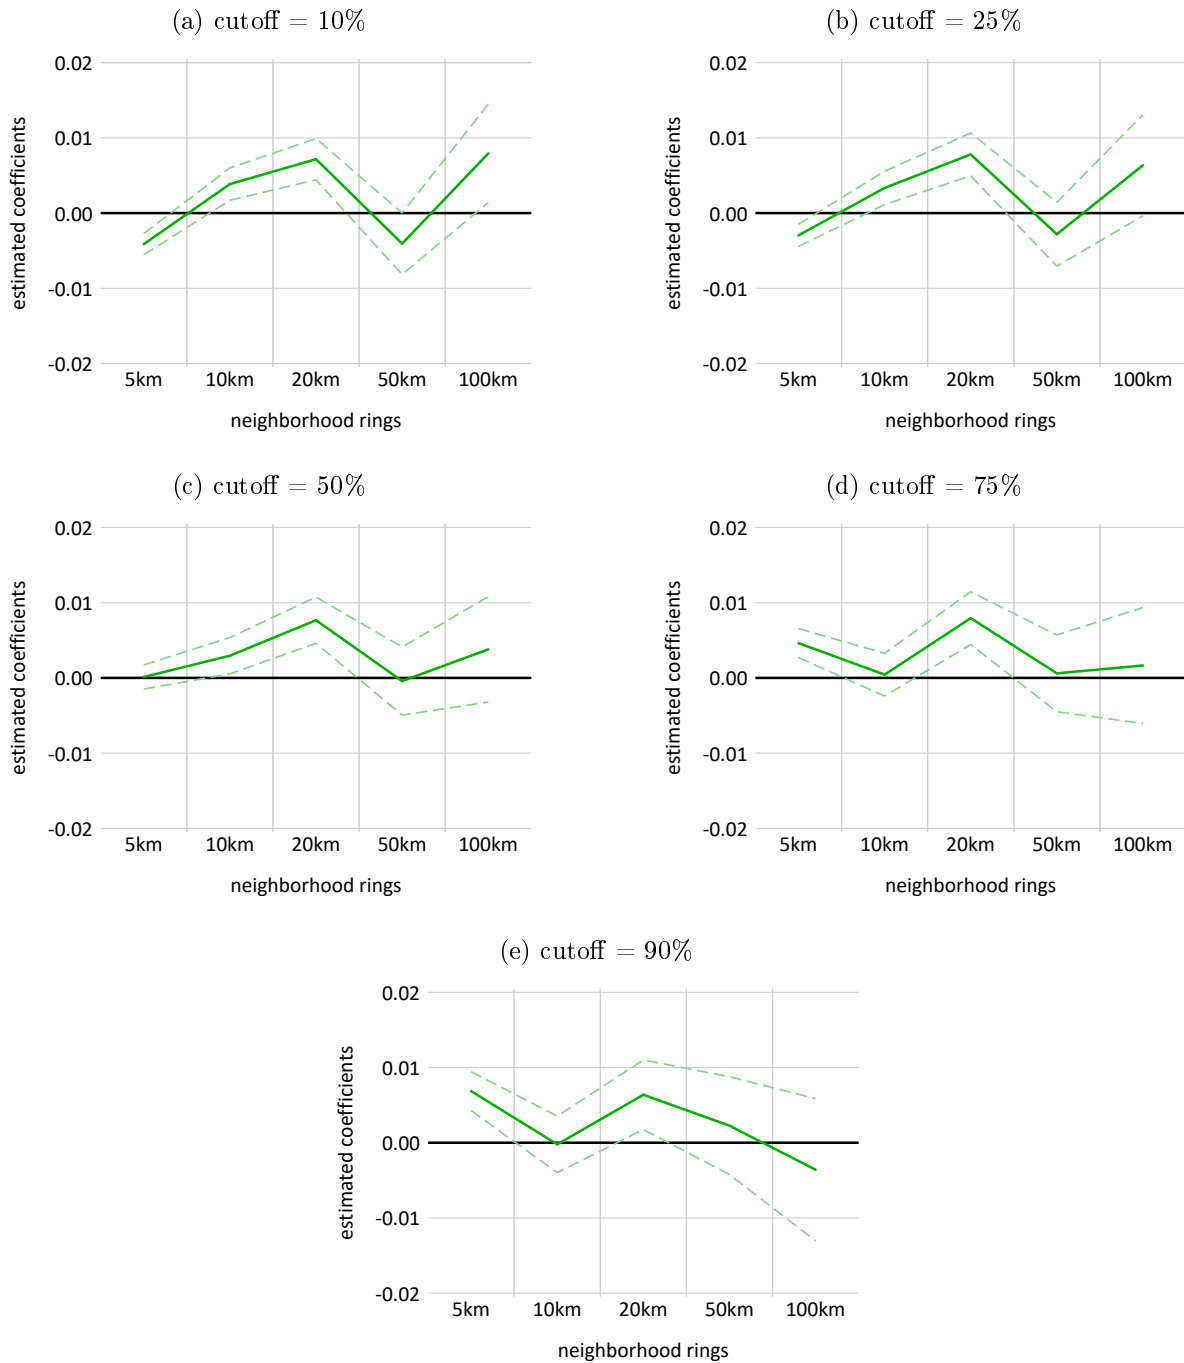 (a) cutoff = 10%
0.02
0.01
0.00
-0.01
-0.02
estimated coefficients
5km 10km 20km 50km 100km
neighborhood rings
(b) cutoff = 25%
0.02
0.01
0.00
-0.01
-0.02
estimated coefficients
5km 10km 20km 50km 100km
neighborhood rings
(c) cutoff = 50%
0.02
0.01
0.00
-0.01
-0.02
estimated coefficients
5km 10km 20km 50km 100km
neighborhood rings
(d) cutoff = 75%
0.02
0.01
0.00
-0.01
-0.02
estimated coefficients
5km 10km 20km 50km 100km
neighborhood rings
(e) cutoff = 90%
0.02
0.01
0.00
-0.01
-0.02
estimated coefficients
5km 10km 20km 50km 100km
neighborhood rings